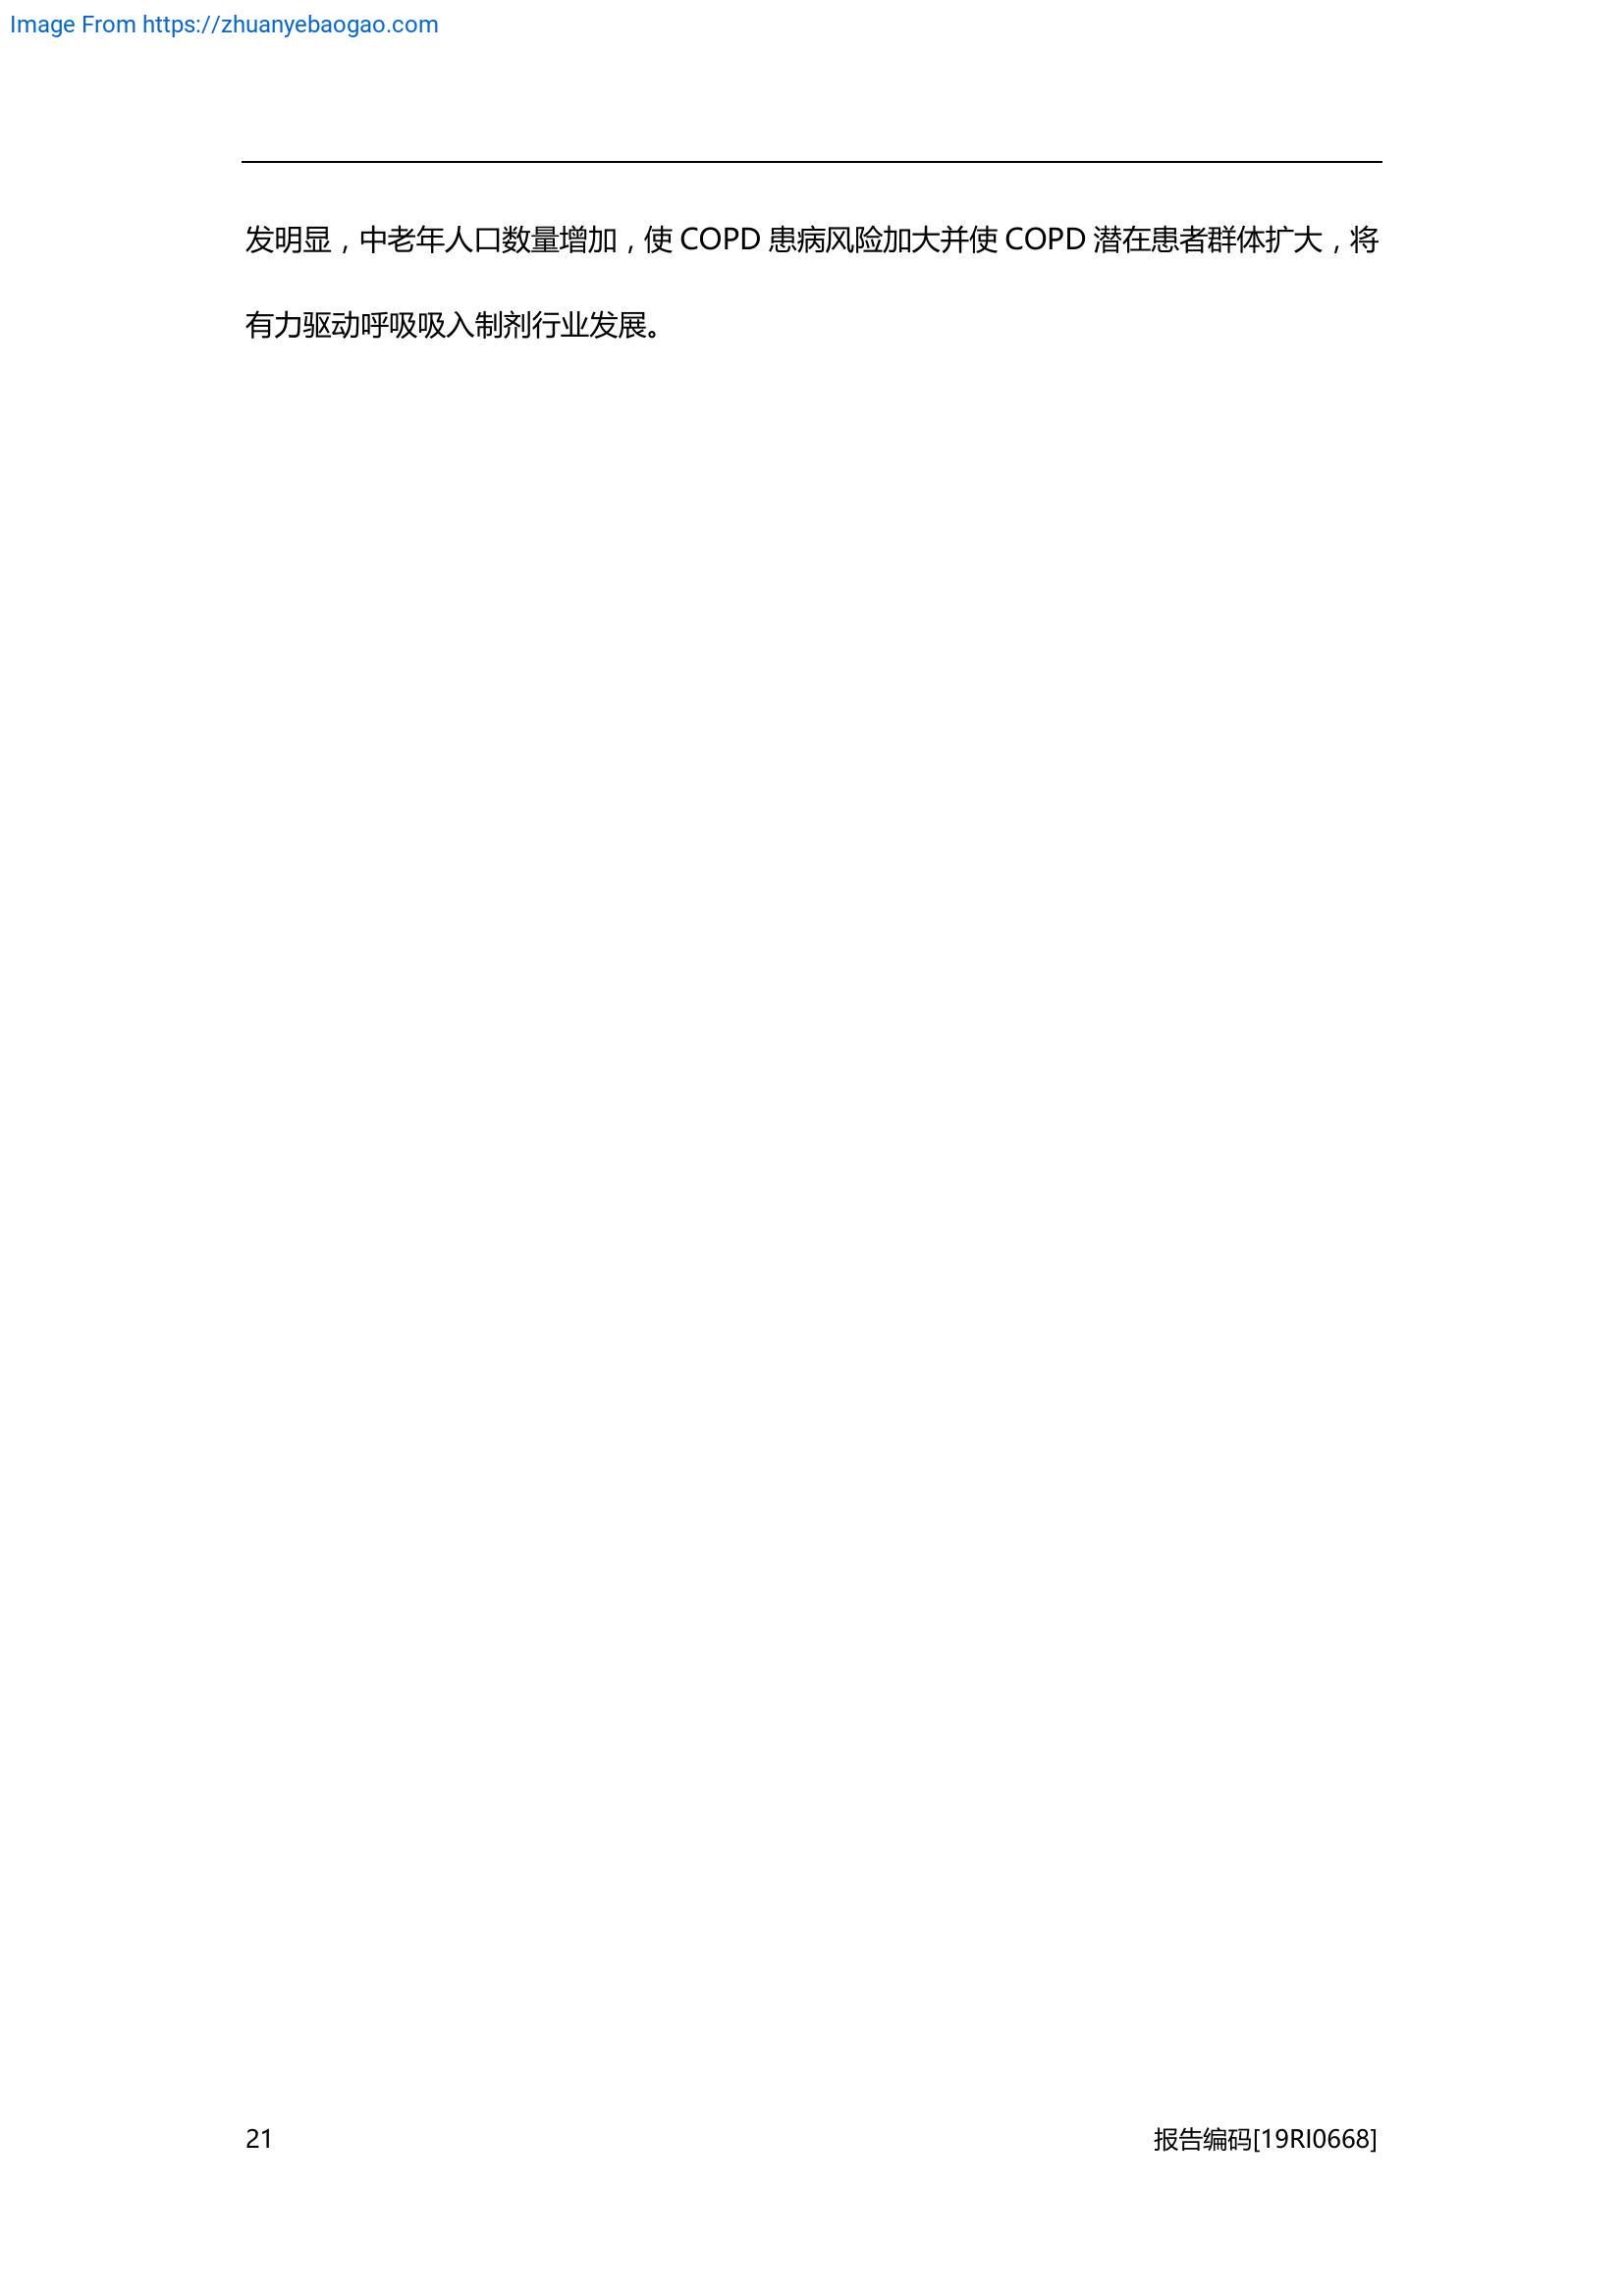 Image From https://zhuanyebaogao.com
发明显，中老年人口数量增加，使 COPD 患病风险加大并使 COPD 潜在患者群体扩大，将
有力驱动呼吸吸入制剂行业发展。
21
报告编码[19RI0668]